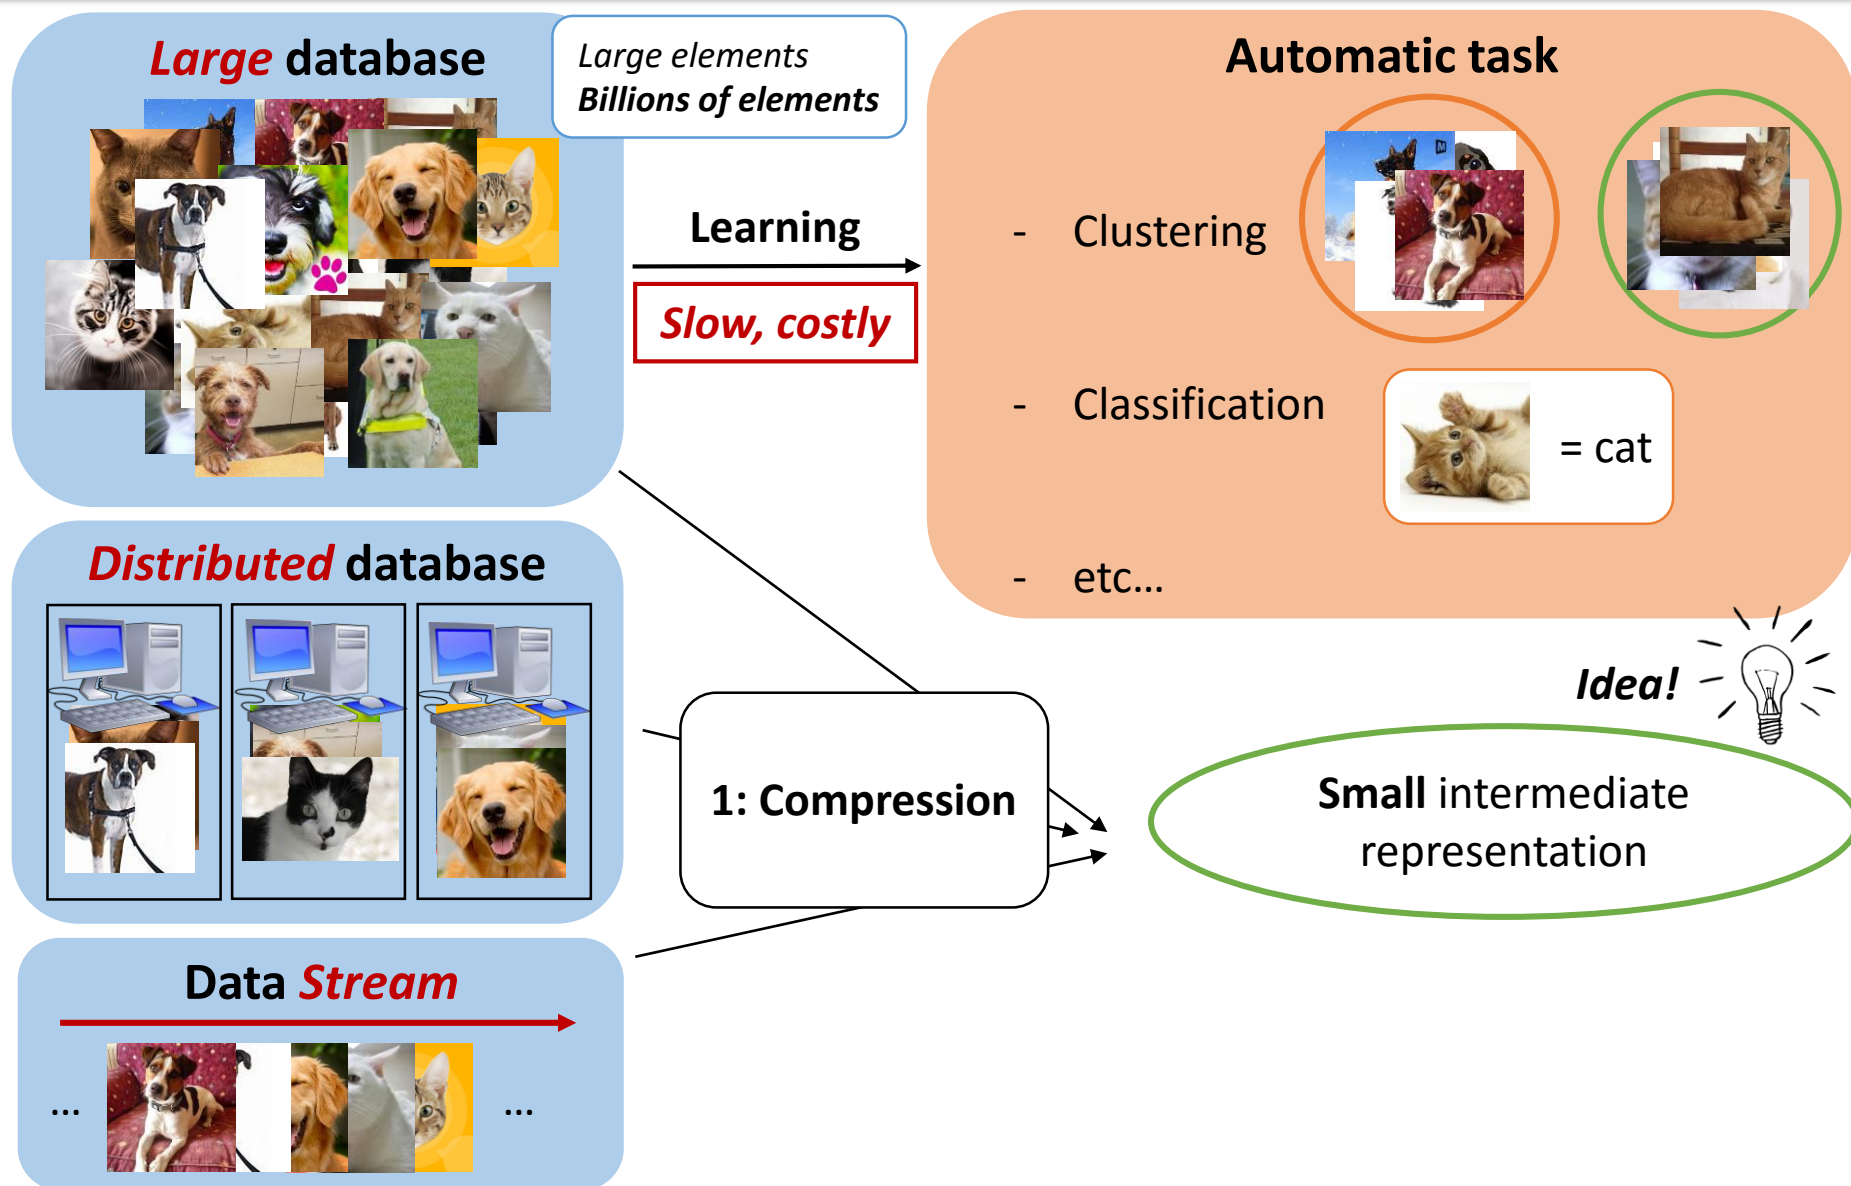 Large database
Large elements
Billions of elements
Automatic task
Learning
Slow, costly
- Clustering
- Classification
= cat
- etc...
Distributed database
Idea!
1: Compression
Small intermediate
representation
Data Stream
... ...